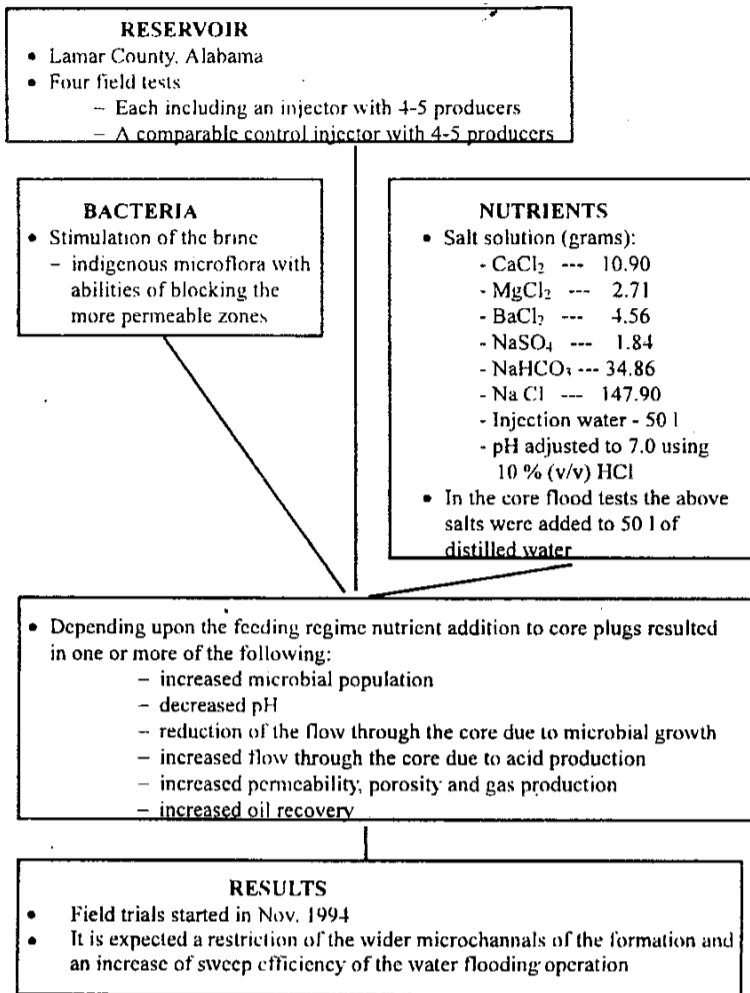 RESERVOIR
• Lamar County, Alabama
• Four field tests
– Each including an injector with 4-5 producers
– A comparable control injector with 4-5 producers
BACTERIA
• Stimulation of the brine
– indigenous microflora with
abilities of blocking the
more permeable zones
NUTRIENTS
• Salt solution (grams):
- CaCl₂ --- 10.90
- MgCl₂ --- 2.71
- BaCl₂ --- 4.56
- NaSO₄ --- 1.84
- NaHCO₃ --- 34.86
- Na Cl --- 147.90
- Injection water - 50 l
- pH adjusted to 7.0 using
10 % (v/v) HCl
• In the core flood tests the above
salts were added to 50 l of
distilled water
• Depending upon the feeding regime nutrient addition to core plugs resulted
in one or more of the following:
– increased microbial population
– decreased pH
– reduction of the flow through the core due to microbial growth
– increased flow through the core due to acid production
– increased permeability, porosity and gas production
– increased oil recovery
RESULTS
• Field trials started in Nov. 1994
• It is expected a restriction of the wider microchannals of the formation and
an increase of sweep efficiency of the water flooding operation